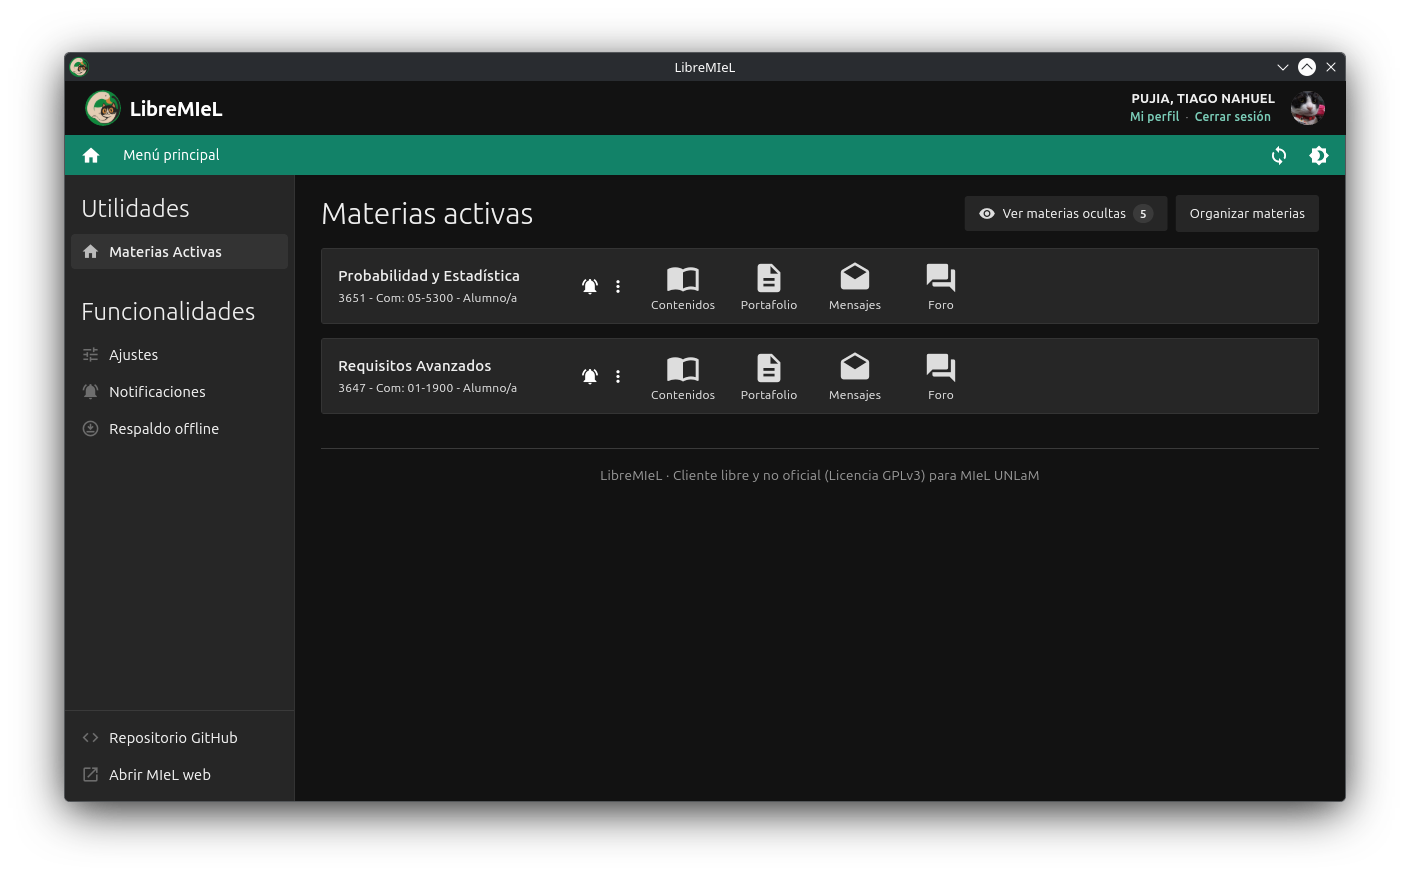 LibreMIeL
LibreMIeL
PUJIA, TIAGO NAHUEL
Mi perfil · Cerrar sesión
Menú principal
Utilidades
Materias Activas
Funcionalidades
Ajustes
Notificaciones
Respaldo offline
Repositorio GitHub
Abrir MIeL web
Materias activas
Ver materias ocultas 5
Organizar materias
Probabilidad y Estadística
3651 - Com: 05-5300 - Alumno/a
Contenidos
Portafolio
Mensajes
Foro
Requisitos Avanzados
3647 - Com: 01-1900 - Alumno/a
Contenidos
Portafolio
Mensajes
Foro
LibreMIeL · Cliente libre y no oficial (Licencia GPLv3) para MIeL UNLaM